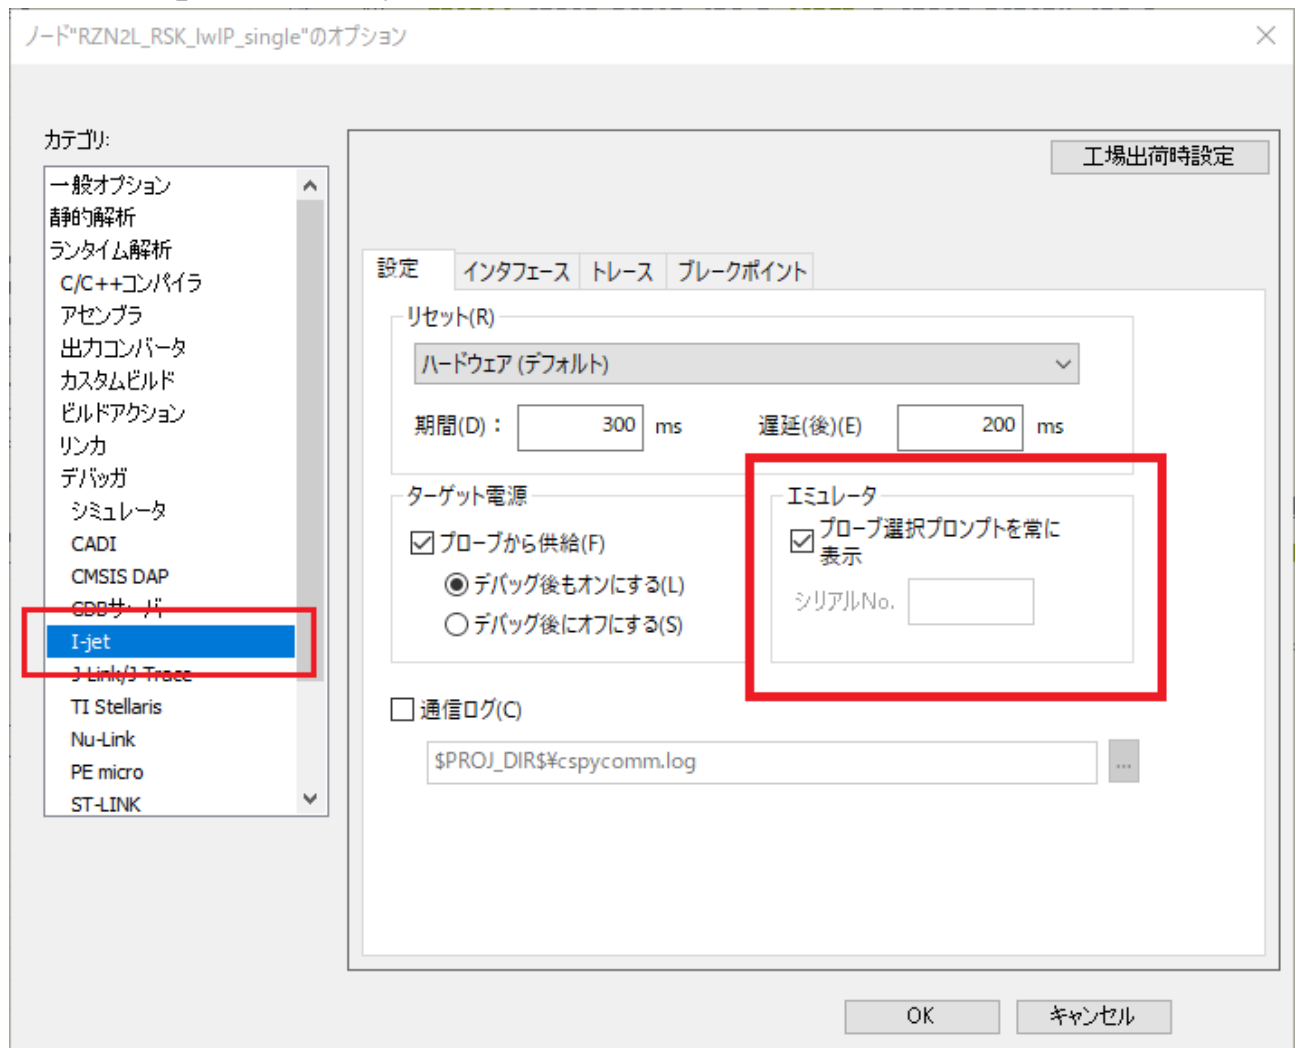 ノード"RZN2L_RSK_lwIP_single"のオプション
カテゴリ:
一般オプション
静的解析
ランタイム解析
C/C++コンパイラ
アセンブラ
出力コンバータ
カスタムビルド
ビルドアクション
リンカ
デバッガ
シミュレータ
CADI
CMSIS DAP
GDBサーバ
I-jet
J-Link/J-Trace
TI Stellaris
Nu-Link
PE micro
ST-LINK
工場出荷時設定
設定 インタフェース トレース ブレークポイント
リセット(R)
ハードウェア (デフォルト)
期間(D): 300 ms 遅延(後)(E) 200 ms
ターゲット電源
プローブから供給(F)
デバッグ後もオンにする(L)
デバッグ後にオフにする(S)
エミュレータ
プローブ選択プロンプトを常に
表示
シリアルNo.
通信ログ(C)
$PROJ_DIR$¥cspycomm.log
...
OK キャンセル